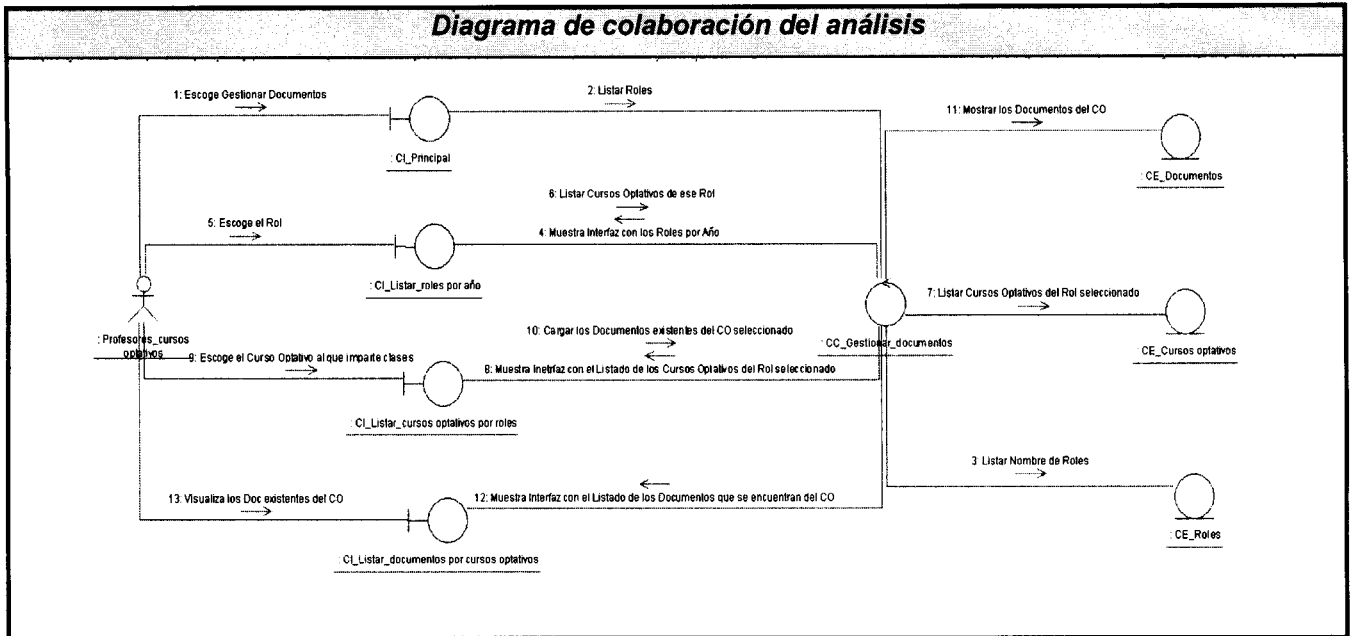 Diagrama de colaboración del análisis
1: Escoge Gestionar Documentos
2: Listar Roles
11: Mostrar los Documentos del CO
: CI_Principal
: CE_Documentos
6: Listar Cursos Optativos de ese Rol
5: Escoge el Rol
4: Muestra Interfaz con los Roles por Año
: CI_Listar_roles por año
7: Listar Cursos Optativos del Rol seleccionado
: Profesores_cursos
optativos
10: Cargar los Documentos existentes del CO seleccionado
: CC_Gestionar_documentos
: CE_Cursos optativos
9: Escoge el Curso Optativo al que imparte clases
8: Muestra Inetrfaz con el Listado de los Cursos Optativos del Rol seleccionado
: CI_Listar_cursos optativos por roles
3: Listar Nombre de Roles
13: Visualiza los Doc existentes del CO
12: Muestra Interfaz con el Listado de los Documentos que se encuentran del CO
: CE_Roles
: CI_Listar_documentos por cursos optativos